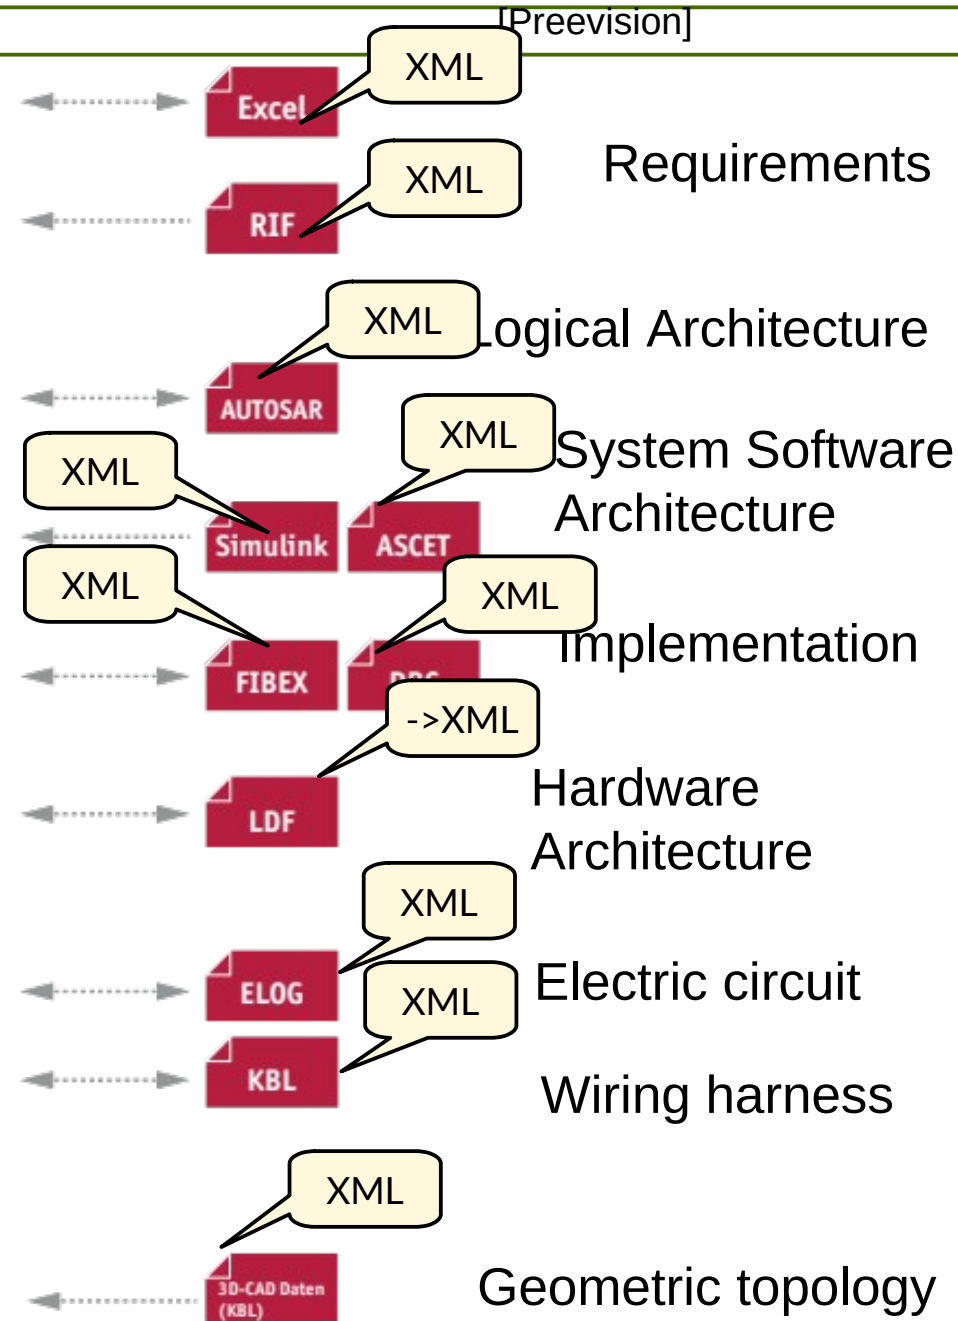 [Preevision]
XML
Excel
Requirements
XML
RIF
XML
Logical Architecture
AUTOSAR
XML
System Software
Architecture
XML
Simulink
ASCET
XML
XML
Implementation
FIBEX
DBC
->XML
LDF
Hardware
Architecture
XML
ELOG
Electric circuit
XML
KBL
Wiring harness
XML
3D-CAD Daten
(KBL)
Geometric topology